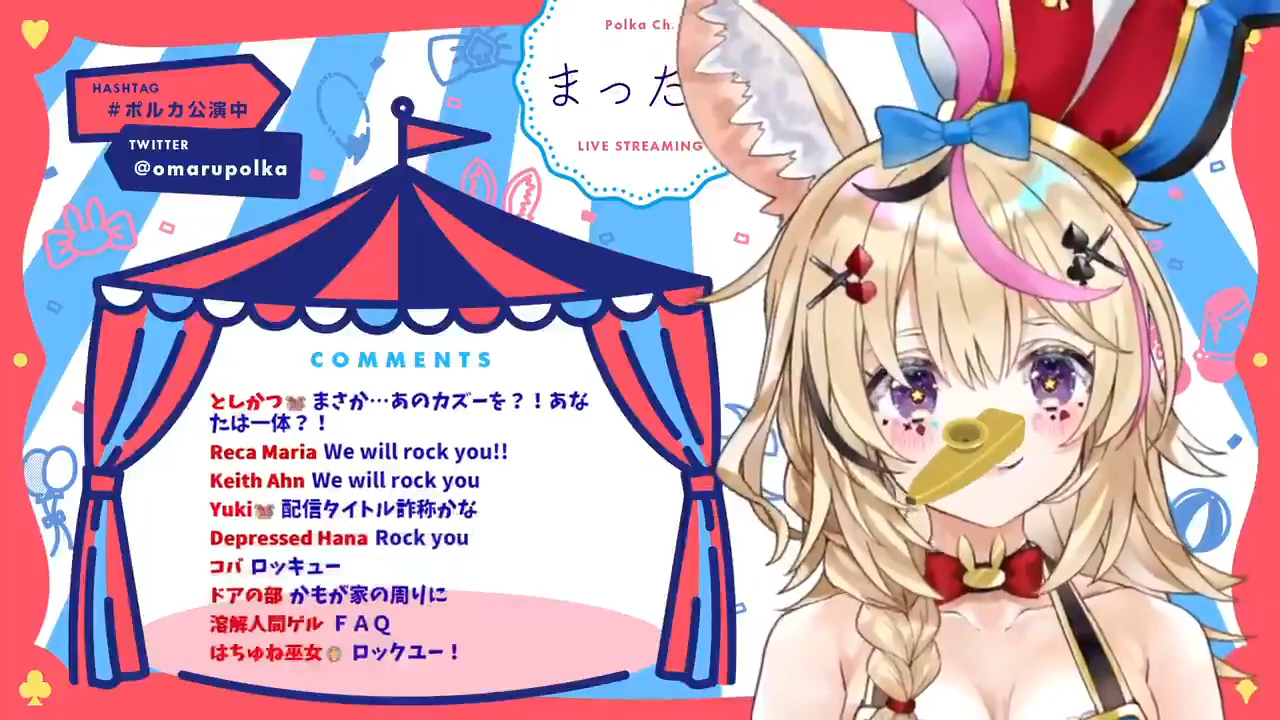 Polka Ch.
まった
LIVE STREAMING
HASHTAG
#ポルカ公演中
TWITTER
@omarupolka
COMMENTS
としかつ まさか…あのカズーを?!あな
たは一体?!
Reca Maria We will rock you!!
Keith Ahn We will rock you
Yuki 配信タイトル詐称かな
Depressed Hana Rock you
コバ ロッキュー
ドアの部 かもが家の周りに
溶解人間ゲル FAQ
はちゅね巫女 ロックユー!